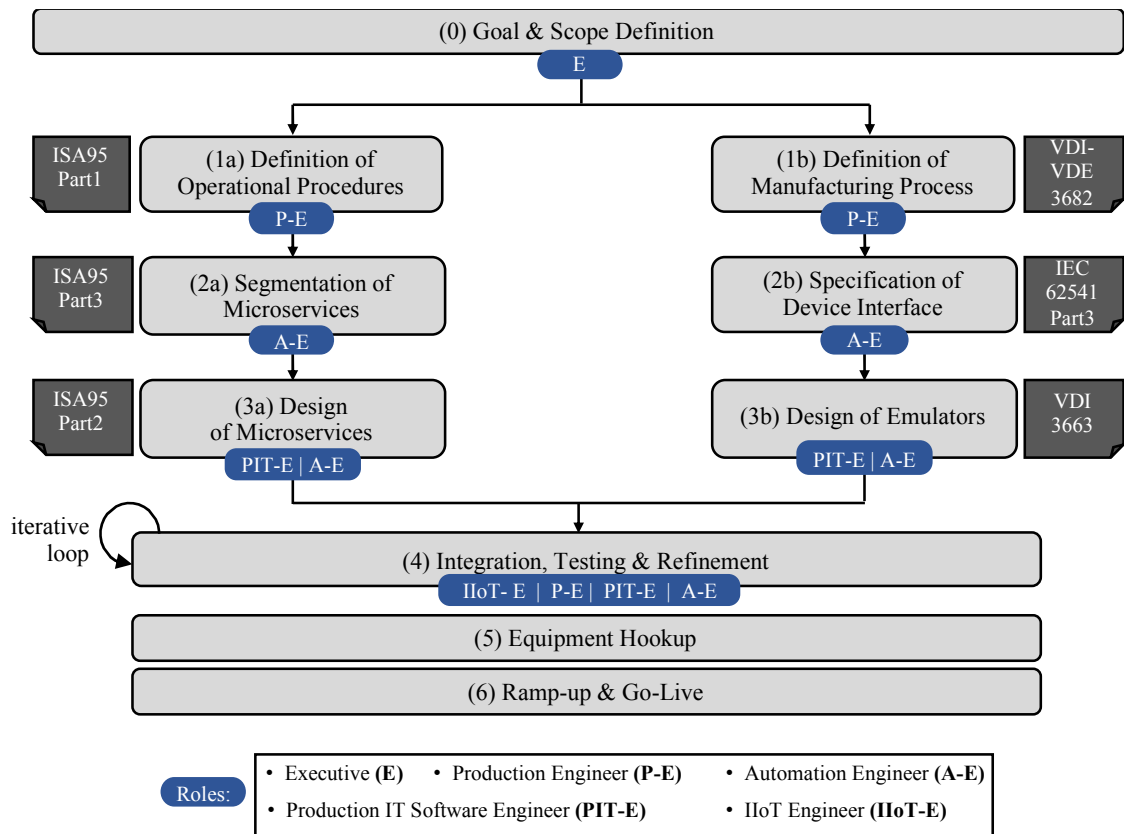 (0) Goal & Scope Definition
E
ISA95
Part1
(1a) Definition of
Operational Procedures
P-E
(1b) Definition of
Manufacturing Process
P-E
VDI-
VDE
3682
ISA95
Part3
(2a) Segmentation of
Microservices
A-E
(2b) Specification of
Device Interface
A-E
IEC
62541
Part3
ISA95
Part2
(3a) Design
of Microservices
PIT-E | A-E
(3b) Design of Emulators
PIT-E | A-E
VDI
3663
iterative
loop
(4) Integration, Testing & Refinement
IIoT- E | P-E | PIT-E | A-E
(5) Equipment Hookup
(6) Ramp-up & Go-Live
Roles:
• Executive (E) • Production Engineer (P-E) • Automation Engineer (A-E)
• Production IT Software Engineer (PIT-E) • IIoT Engineer (IIoT-E)